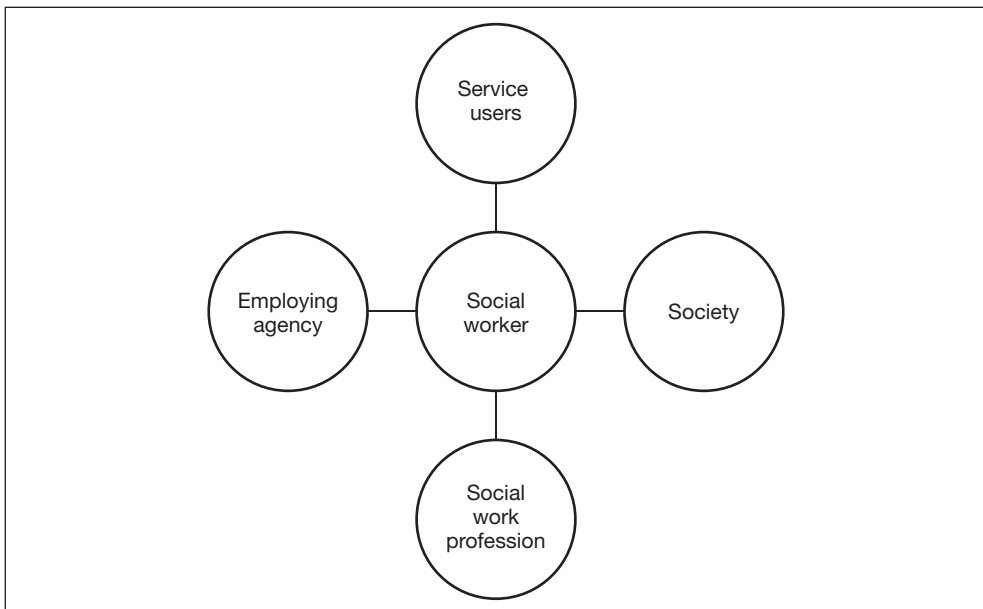 Service
users
Employing
agency
Social
worker
Society
Social
work
profession